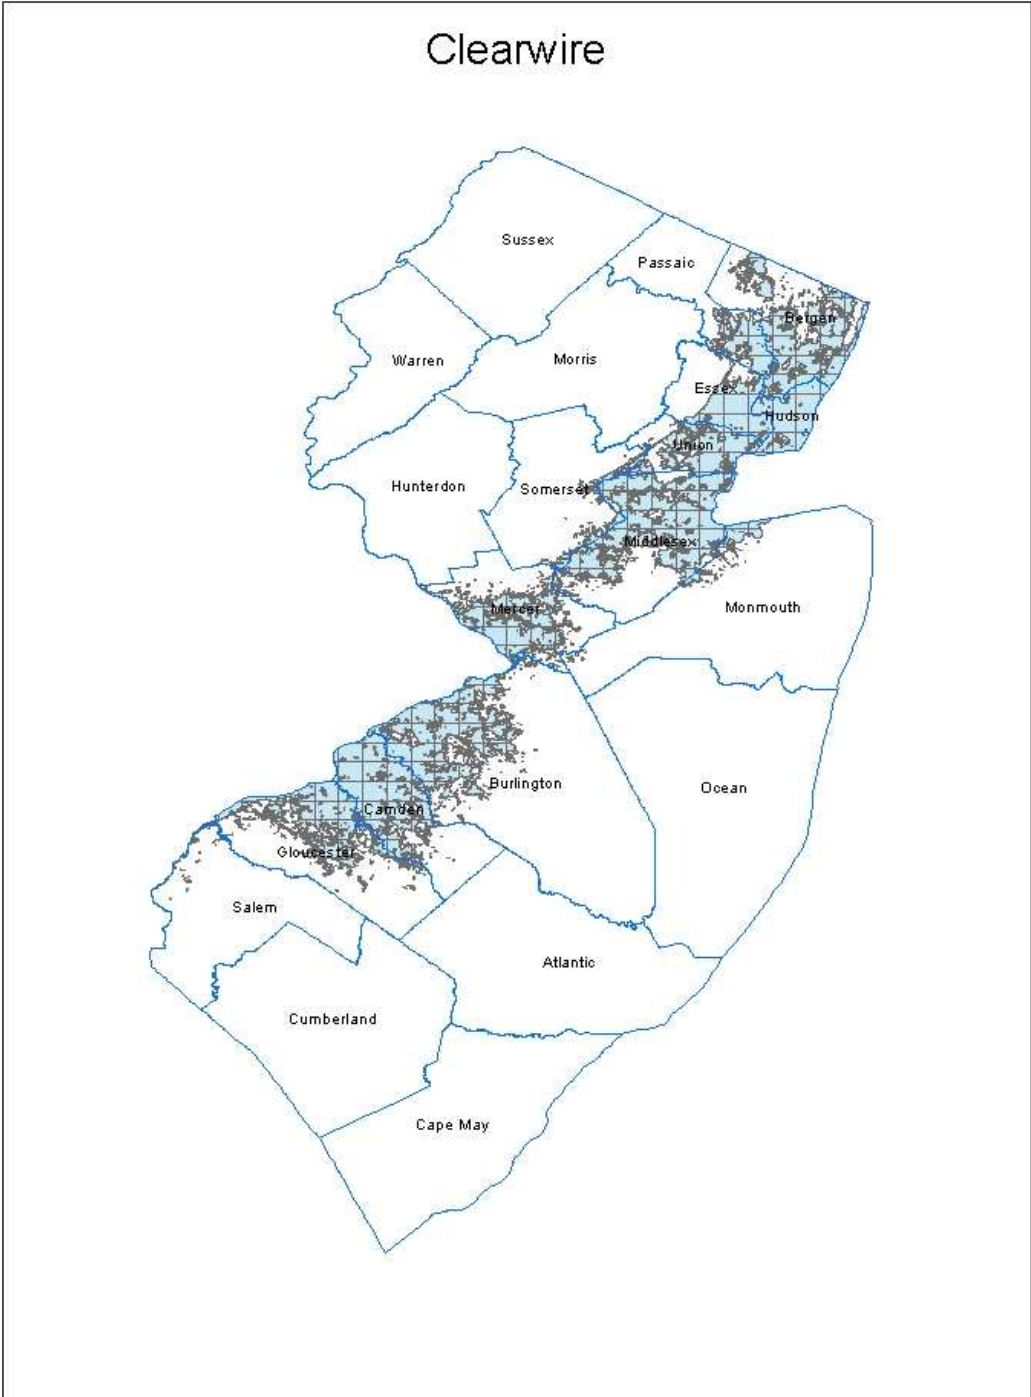 Clearwire
Sussex
Passaic
Bergen
Warren
Morris
Essex
Hudson
Union
Hunterdon
Somerset
Middlesex
Mercer
Monmouth
Burlington
Ocean
Camden
Gloucester
Salem
Atlantic
Cumberland
Cape May